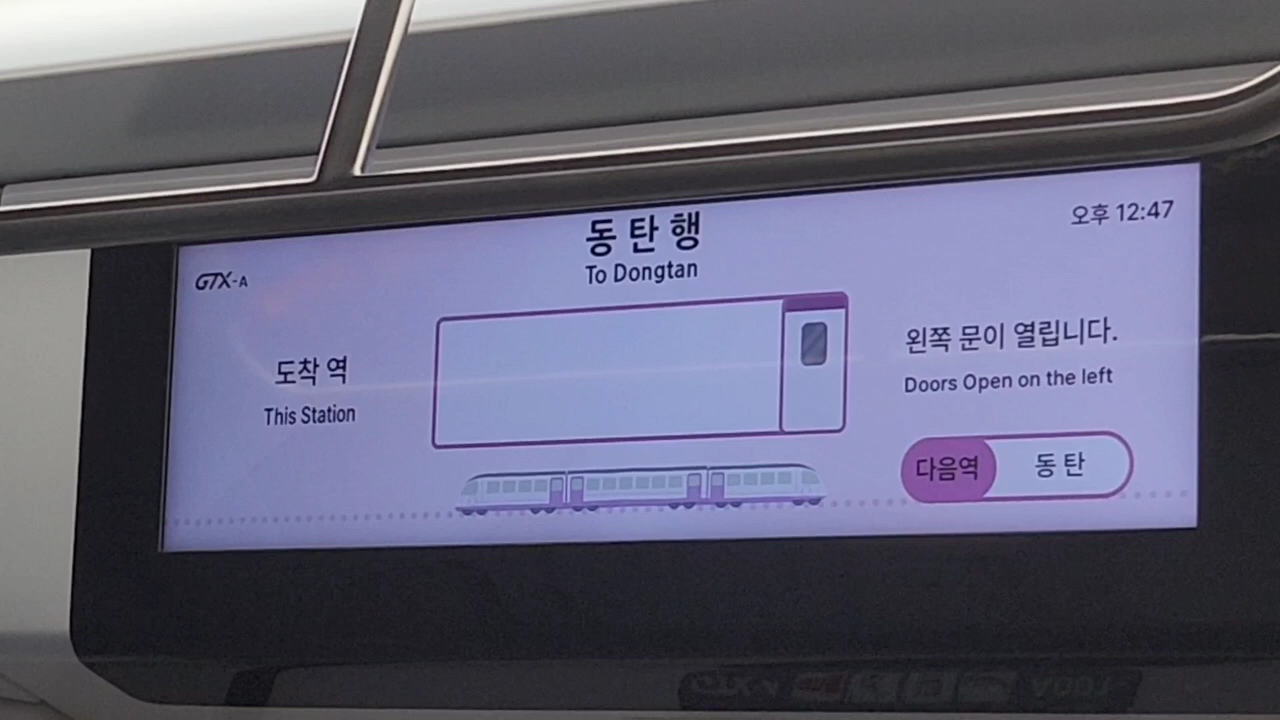 동탄행
To Dongtan
오후 12:47
GTX-A
도착 역
This Station
왼쪽 문이 열립니다.
Doors Open on the left
다음역 동탄